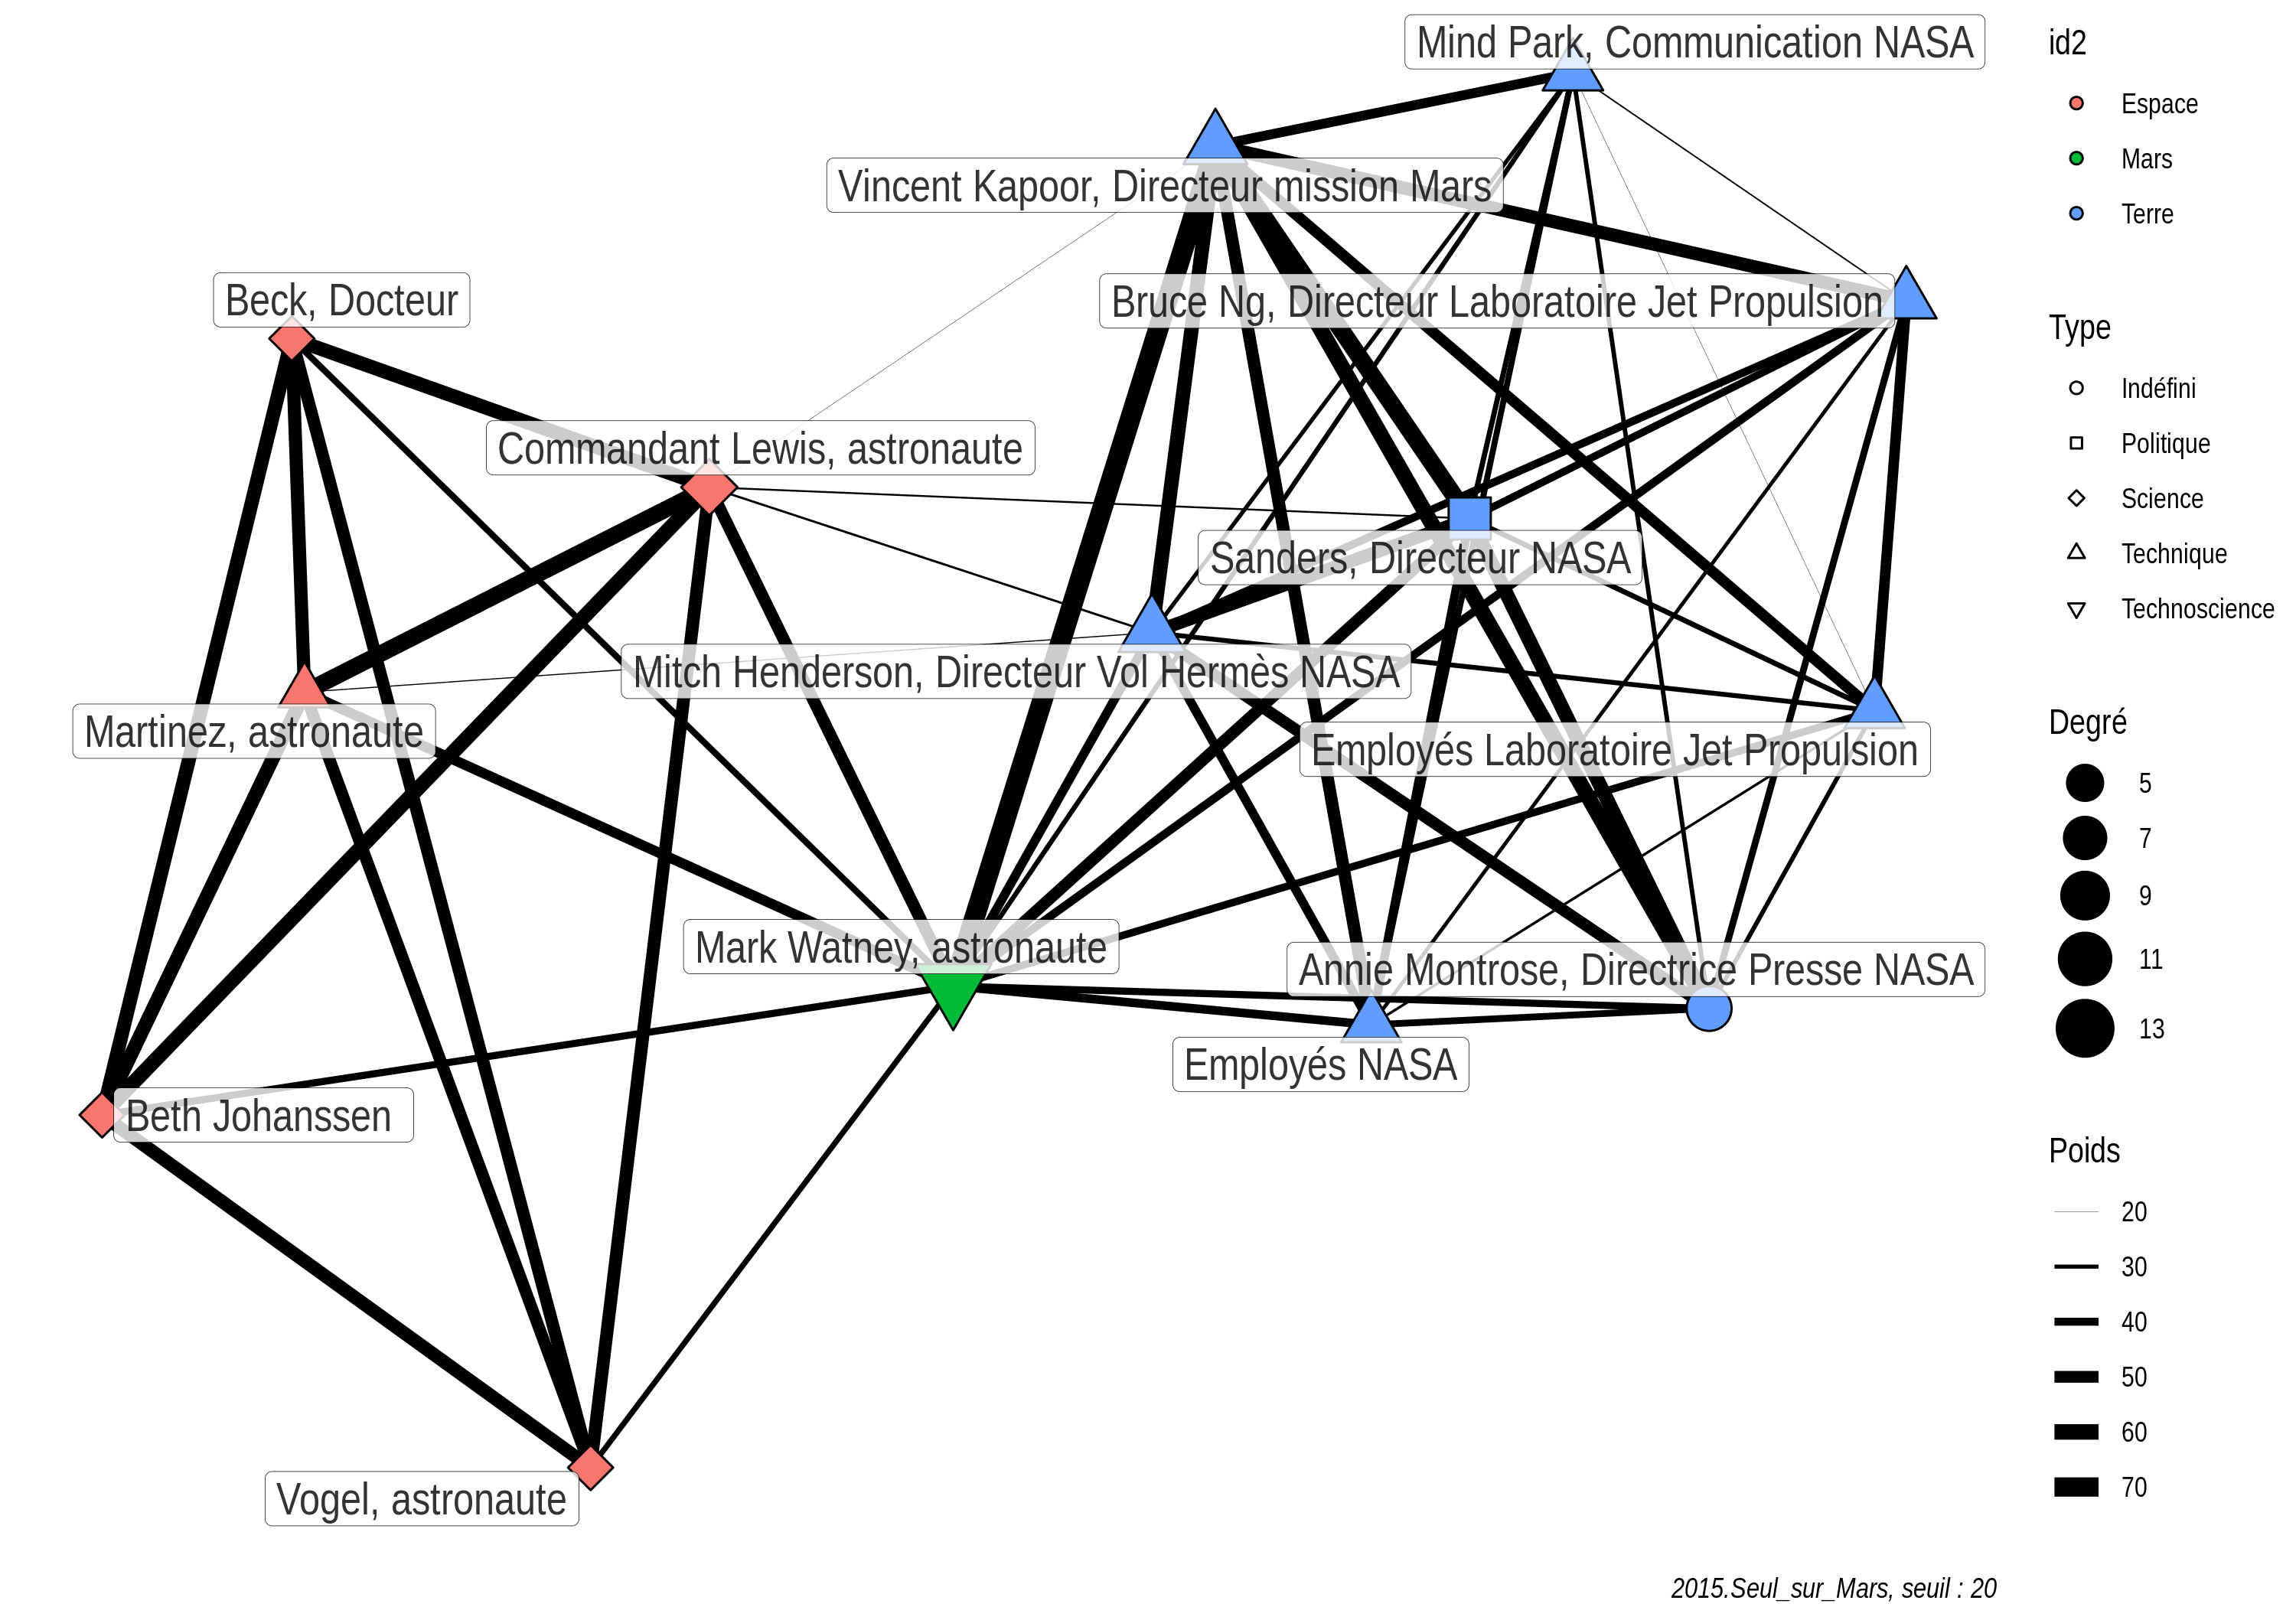 Mind Park, Communication NASA
Vincent Kapoor, Directeur mission Mars
Beck, Docteur
Bruce Ng, Directeur Laboratoire Jet Propulsion
Commandant Lewis, astronaute
Sanders, Directeur NASA
Mitch Henderson, Directeur Vol Hermès NASA
Martinez, astronaute
Employés Laboratoire Jet Propulsion
Mark Watney, astronaute
Annie Montrose, Directrice Presse NASA
Employés NASA
Beth Johanssen
Vogel, astronaute
id2
Espace
Mars
Terre
Type
Indéfini
Politique
Science
Technique
Technoscience
Degré
5
7
9
11
13
Poids
20
30
40
50
60
70
2015.Seul_sur_Mars, seuil : 20